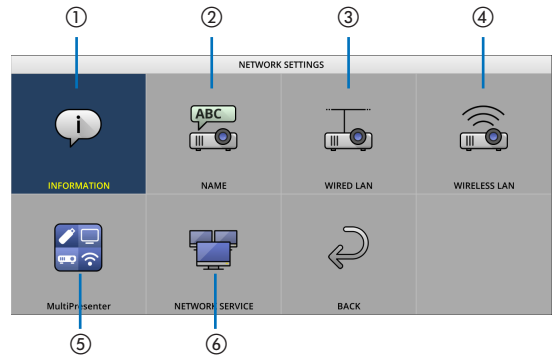 ① ② ③ ④
NETWORK SETTINGS
ABC
i
INFORMATION NAME WIRED LAN WIRELESS LAN
MultiPresenter NETWORK SERVICE BACK
⑤ ⑥